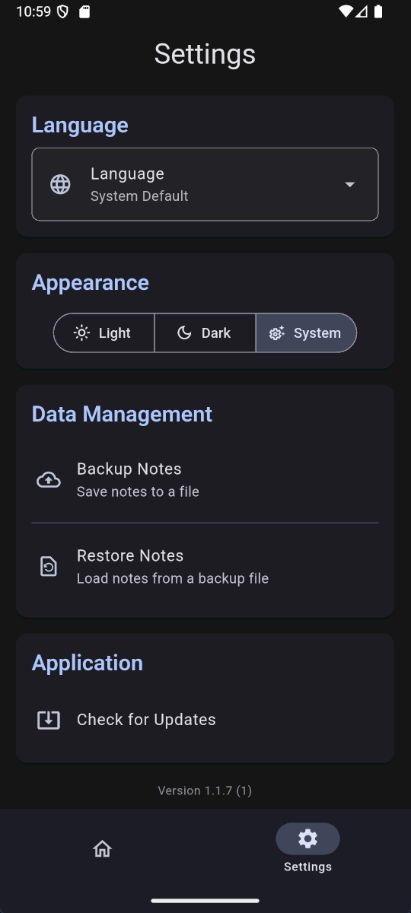 10:59
Settings
Language
Language
System Default
Appearance
Light
Dark
System
Data Management
Backup Notes
Save notes to a file
Restore Notes
Load notes from a backup file
Application
Check for Updates
Version 1.1.7 (1)
Settings